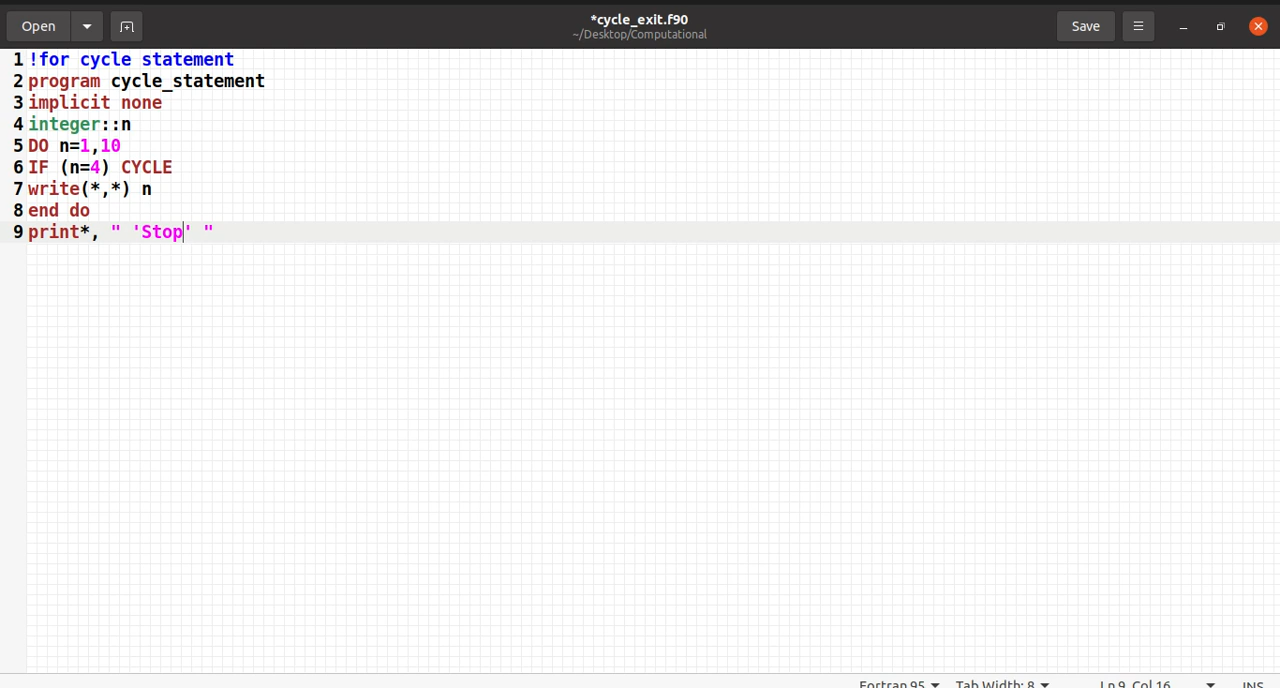 Open
*cycle_exit.f90
~/Desktop/Computational
Save
1 !for cycle statement
2 program cycle_statement
3 implicit none
4 integer::n
5 DO n=1,10
6 IF (n=4) CYCLE
7 write(*,*) n
8 end do
9 print*, " 'Stop' "
Fortran 95 Tab Width: 8 Ln 9, Col 16 INS